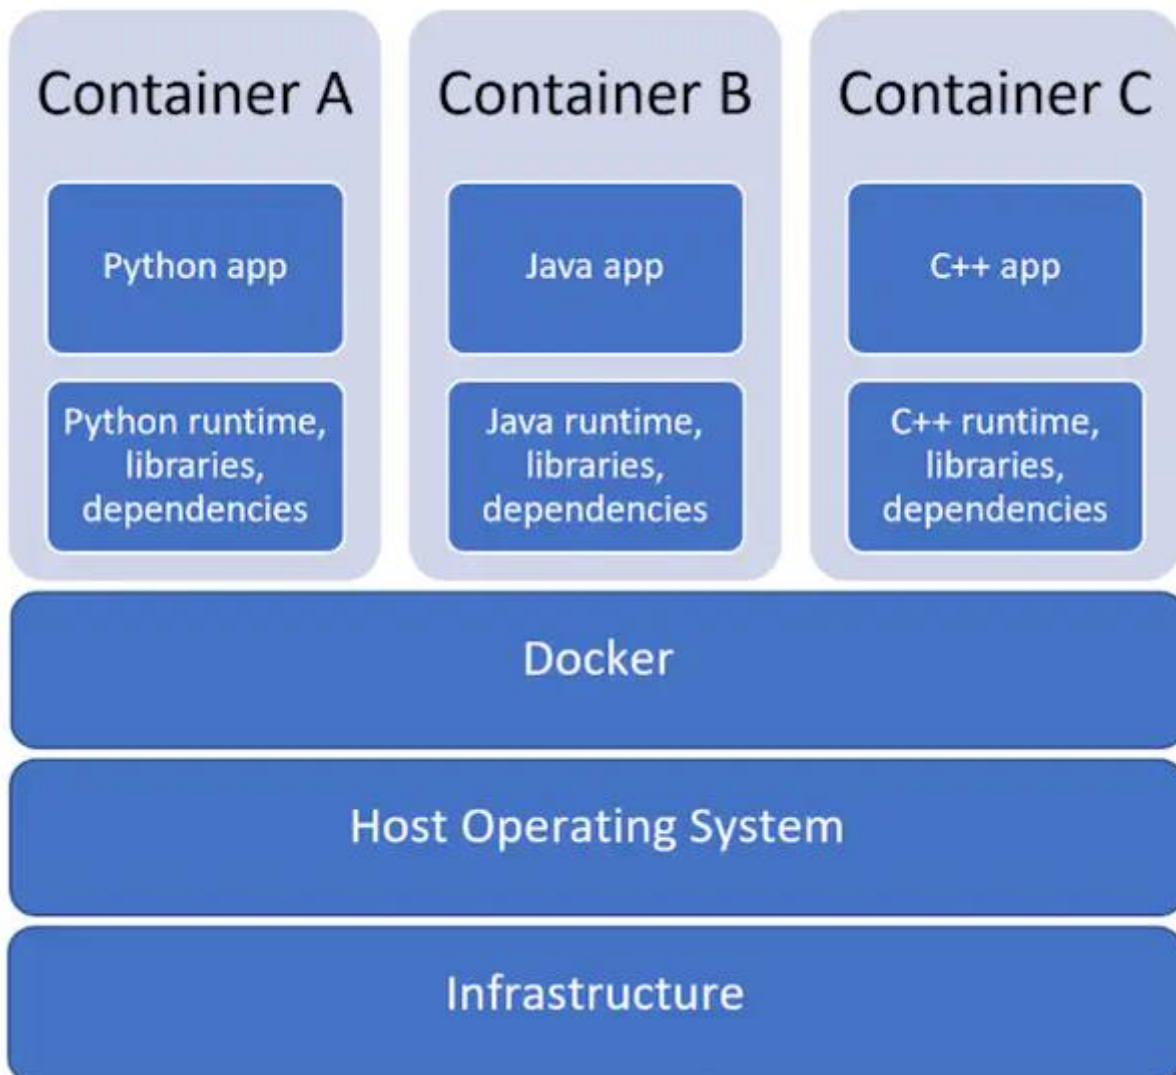 Container A
Python app
Python runtime,
libraries,
dependencies
Container B
Java app
Java runtime,
libraries,
dependencies
Container C
C++ app
C++ runtime,
libraries,
dependencies
Docker
Host Operating System
Infrastructure